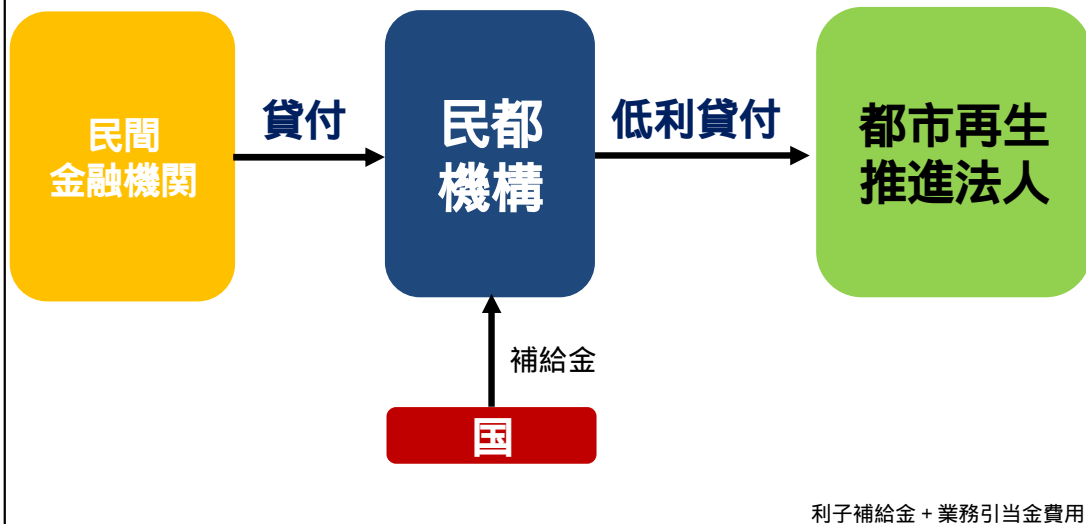 民間
金融機関
貸付
民都
機構
低利貸付
都市再生
推進法人
補給金
国
利子補給金 + 業務引当金費用